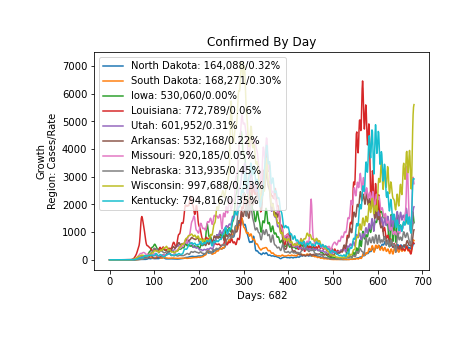 Confirmed By Day
Growth
Region: Cases/Rate
7000
6000
5000
4000
3000
2000
1000
0
North Dakota: 164,088/0.32%
South Dakota: 168,271/0.30%
Iowa: 530,060/0.00%
Louisiana: 772,789/0.06%
Utah: 601,952/0.31%
Arkansas: 532,168/0.22%
Missouri: 920,185/0.05%
Nebraska: 313,935/0.45%
Wisconsin: 997,688/0.53%
Kentucky: 794,816/0.35%
0 100 200 300 400 500 600 700
Days: 682